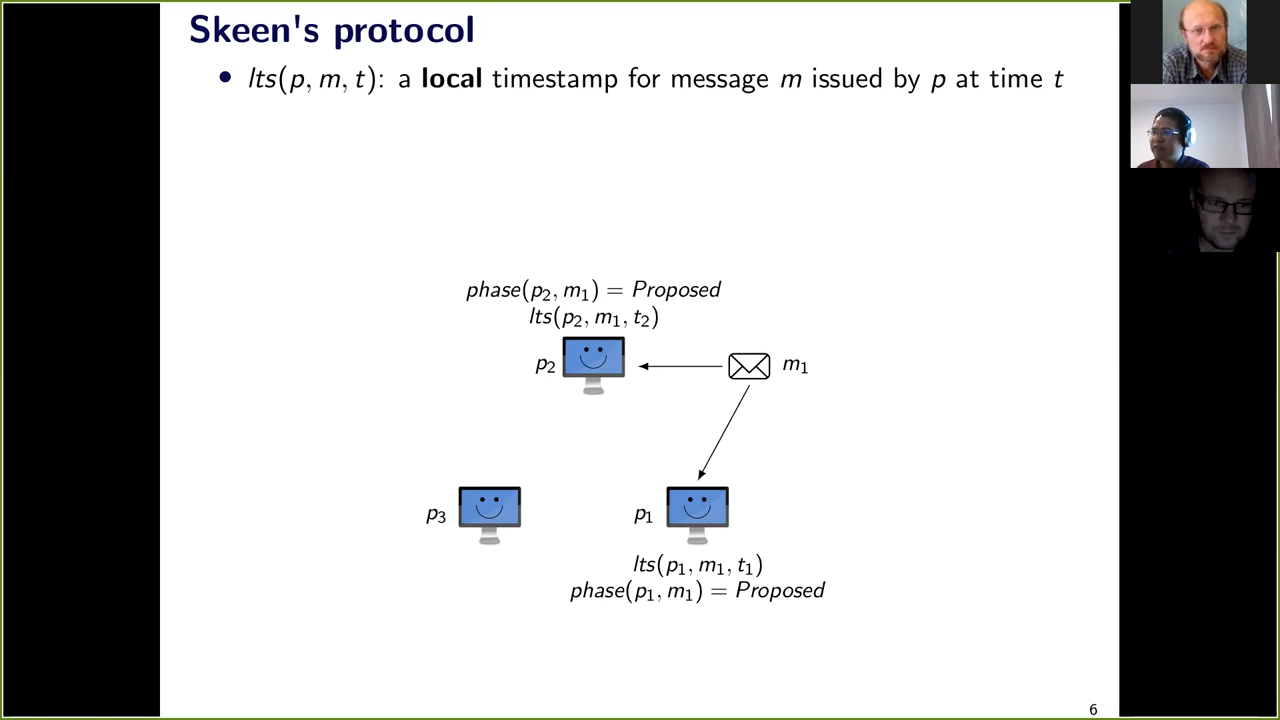 Skeen's protocol
• lts(p, m, t): a local timestamp for message m issued by p at time t
phase(p₂, m₁) = Proposed
lts(p₂, m₁, t₂)
p₂
m₁
p₃
p₁
lts(p₁, m₁, t₁)
phase(p₁, m₁) = Proposed
6